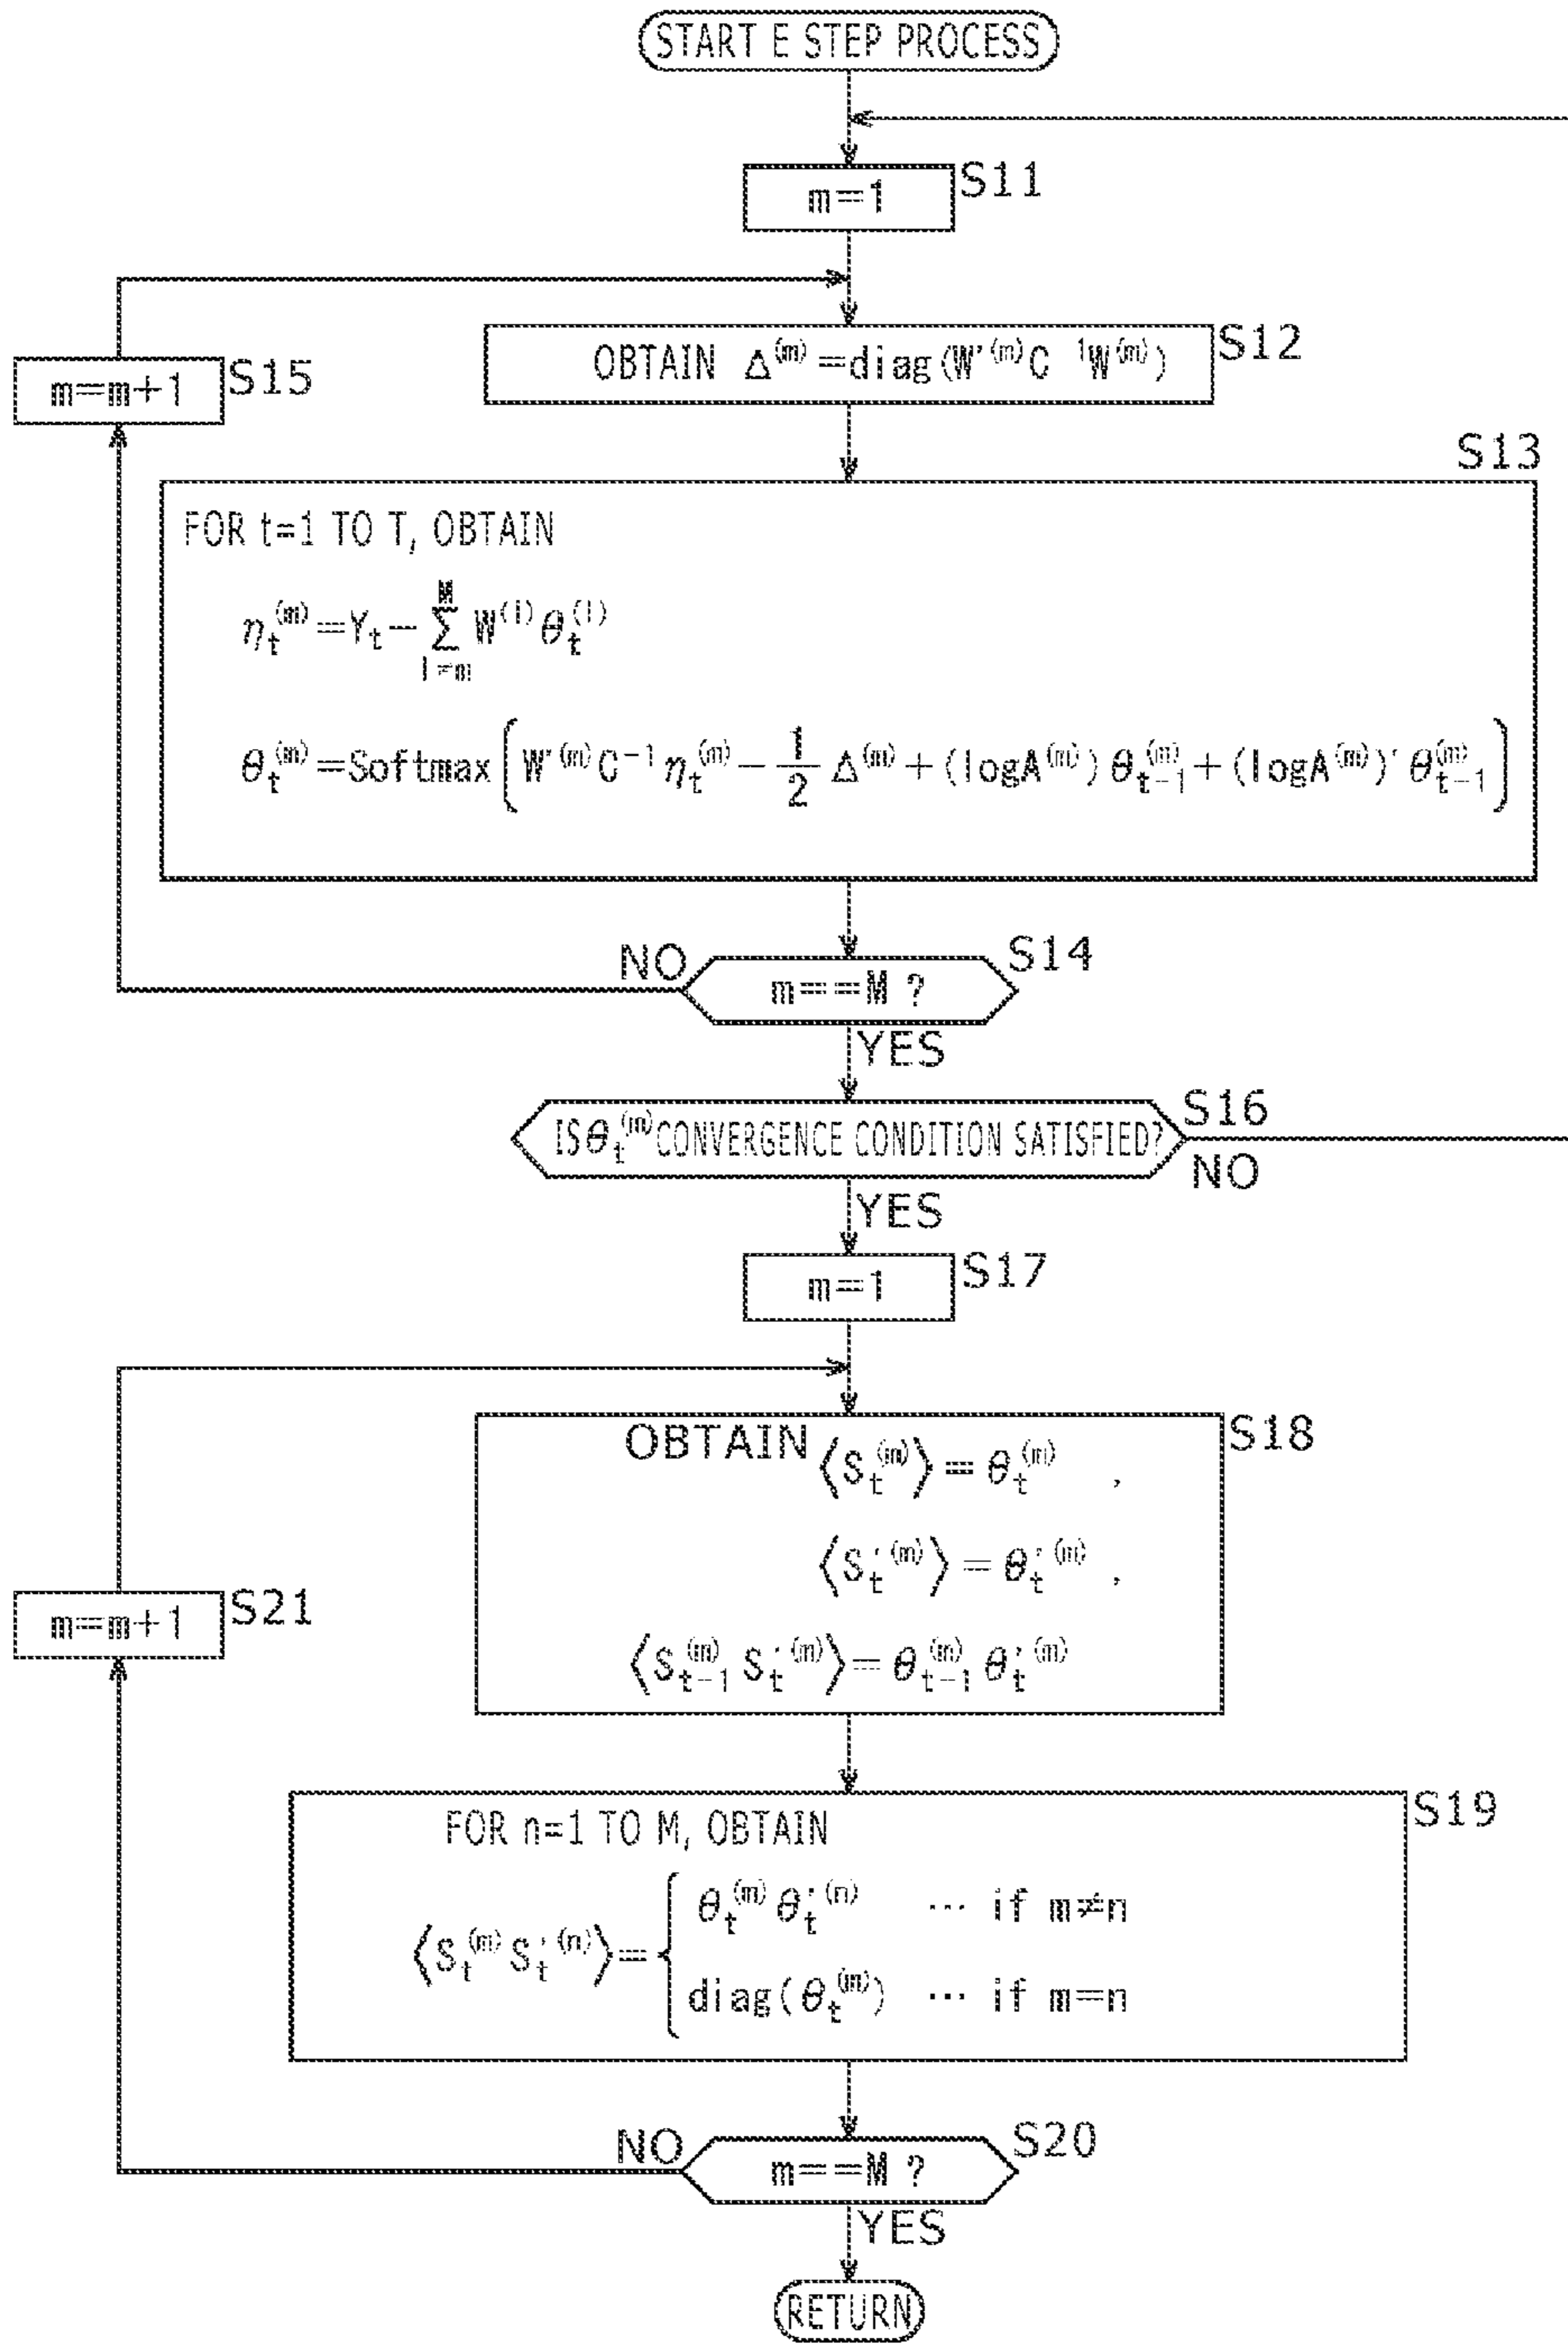 START E STEP PROCESS
m=1 S11
OBTAIN Δ^(m)=diag(W'^(m)C ^1W^(m)) S12
m=m+1 S15
S13
FOR t=1 TO T, OBTAIN
η_t^(m)=Y_t−∑_{l≠m}^{M} W^(l)θ_t^(l)
θ_t^(m)=Softmax(W'^(m)C^−1 η_t^(m)−1/2 Δ^(m)+(logA^(m))θ_{t−1}^(m)+(logA^(m))'θ_{t−1}^(m))
NO m==M ? S14
YES
IS θ_t^(m) CONVERGENCE CONDITION SATISFIED? S16
NO
YES
m=1 S17
OBTAIN ⟨S_t^(m)⟩=θ_t^(m) , S18
⟨S_t'^(m)⟩=θ_t'^(m) ,
m=m+1 S21
⟨S_{t−1}^(m) S_t'^(m)⟩=θ_{t−1}^(m) θ_t'^(m)
S19
FOR n=1 TO M, OBTAIN
⟨S_t^(m) S_t'^(n)⟩={ θ_t^(m) θ_t'^(n) ··· if m≠n
diag(θ_t^(m)) ··· if m=n
NO m==M ? S20
YES
RETURN